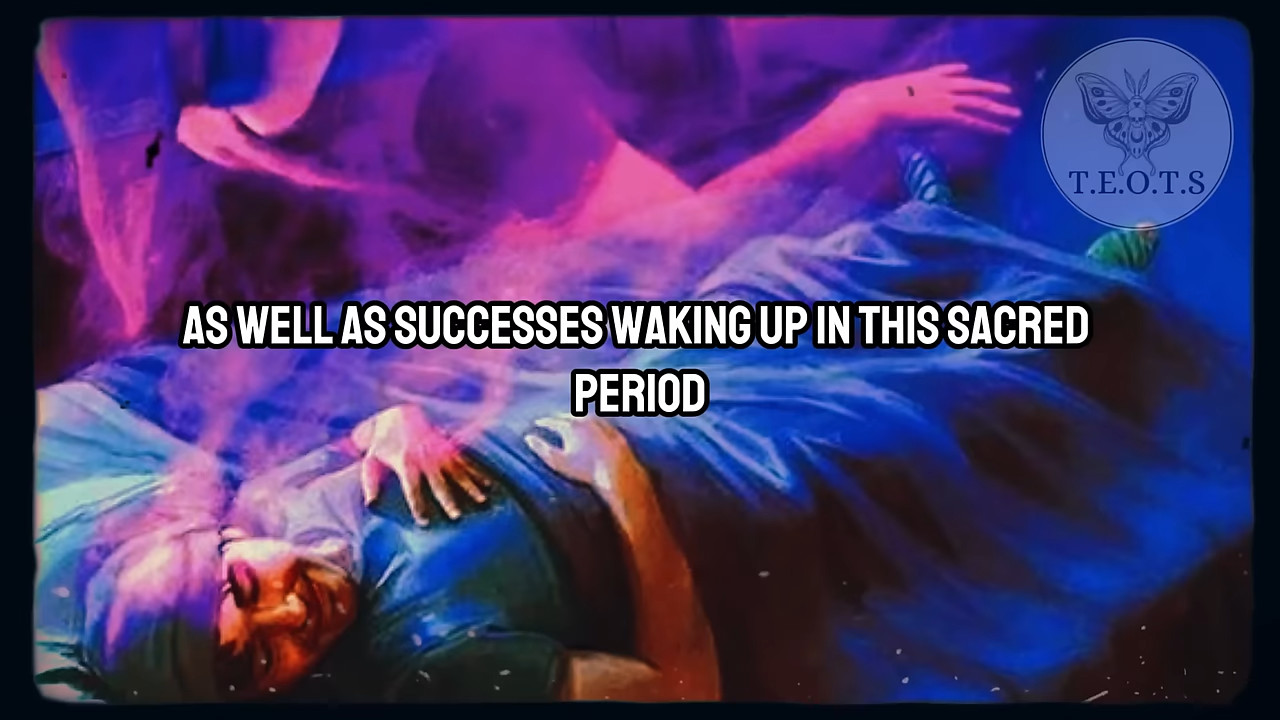 T.E.O.T.S
AS WELL AS SUCCESSES WAKING UP IN THIS SACRED
PERIOD